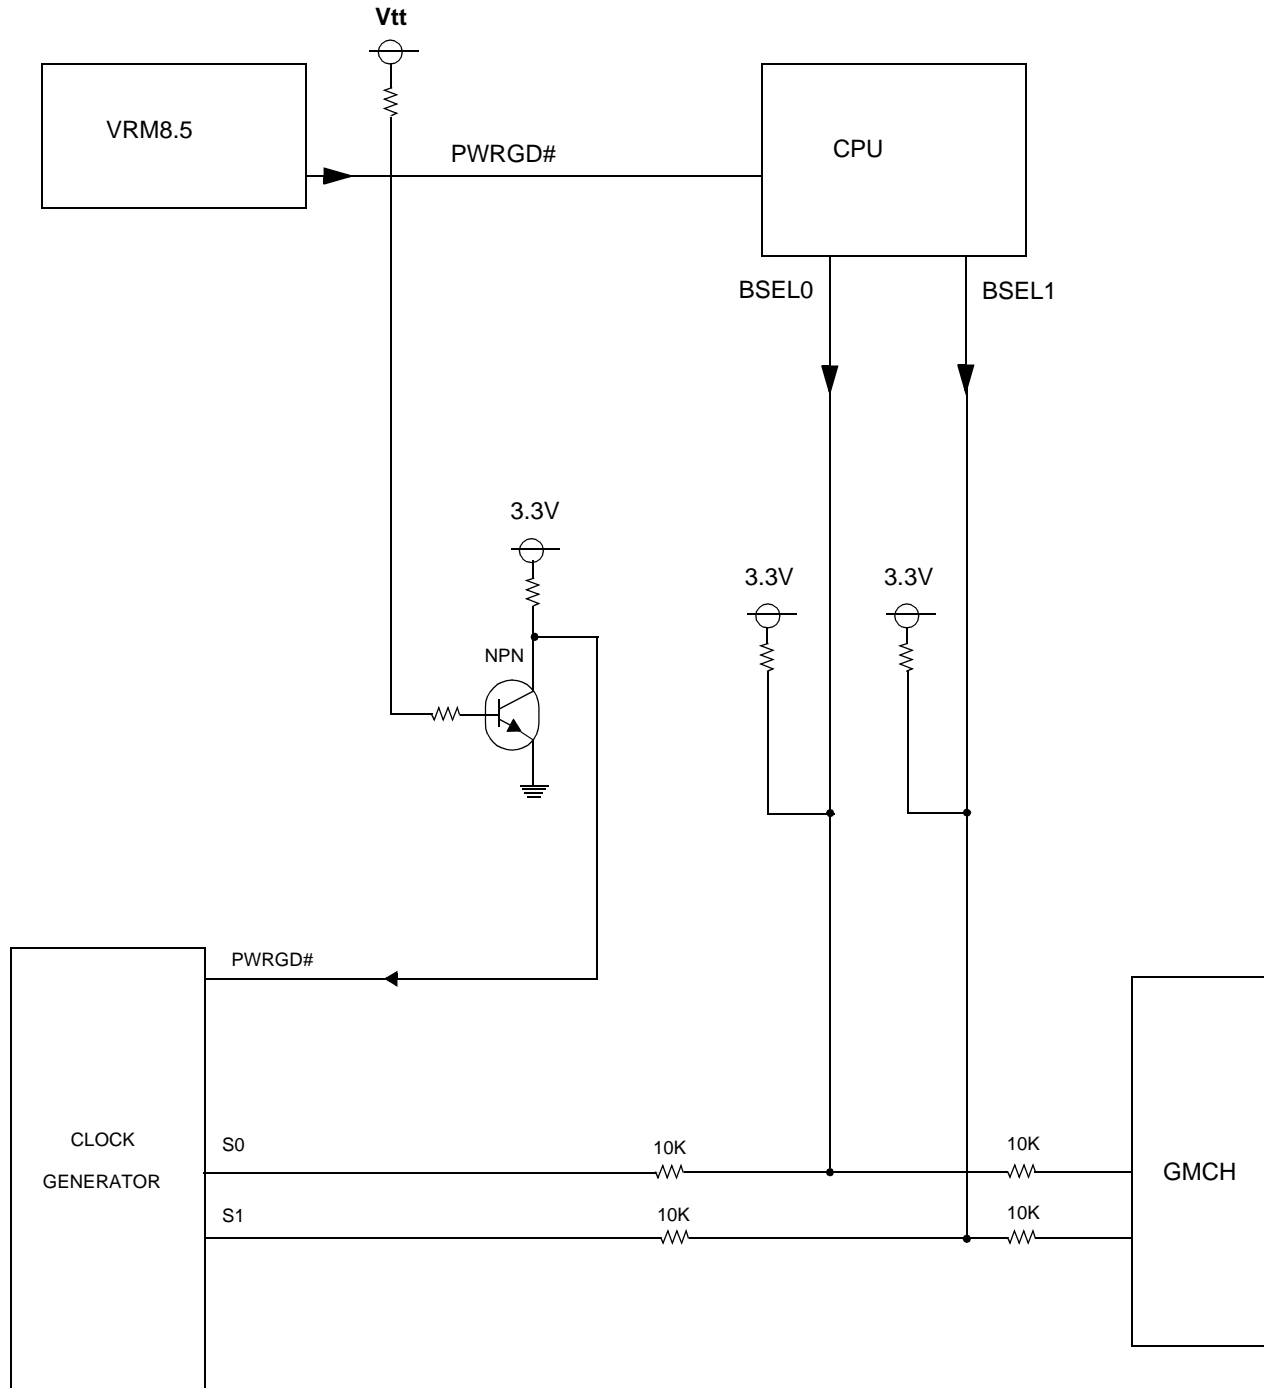 Vtt
VRM8.5
PWRGD#
CPU
BSEL0
BSEL1
3.3V
3.3V
3.3V
NPN
PWRGD#
CLOCK
GENERATOR
S0
10K
10K
GMCH
S1
10K
10K